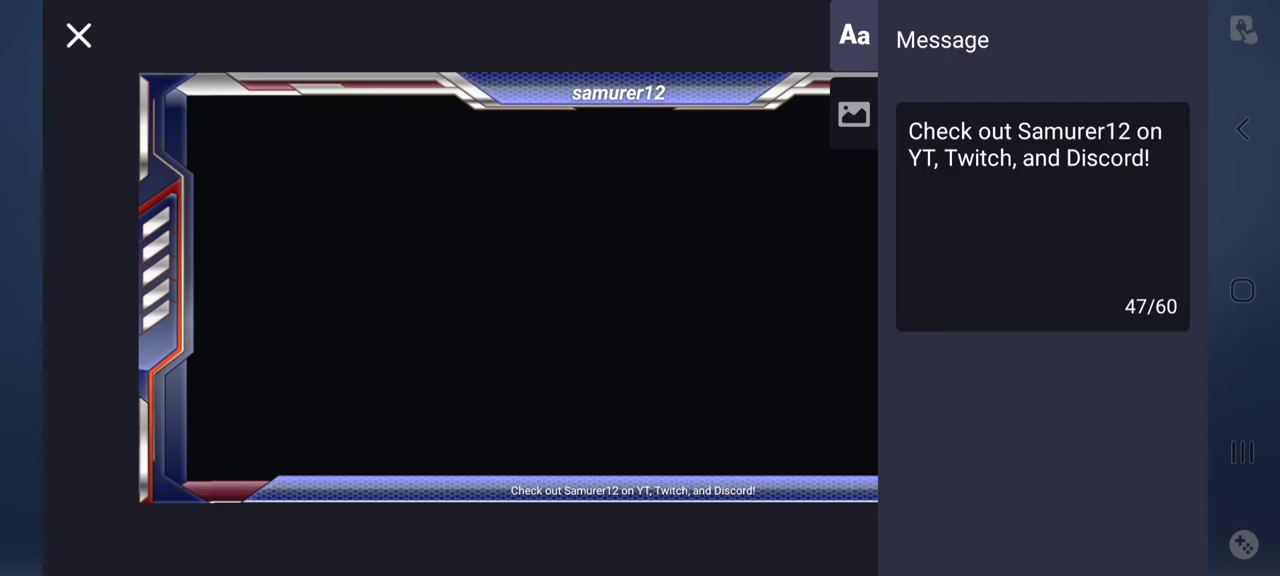 Aa
Message
samurer12
Check out Samurer12 on
YT, Twitch, and Discord!
47/60
Check out Samurer12 on YT, Twitch, and Discord!